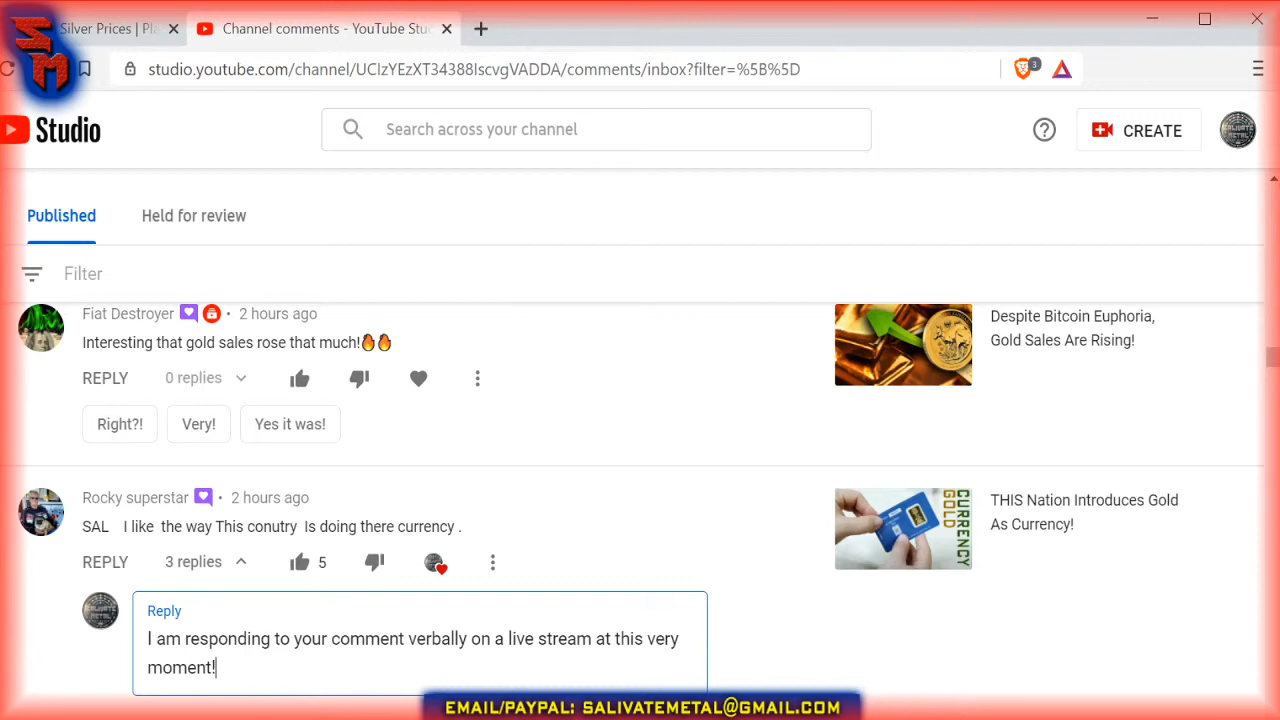 SM
Silver Prices | Pl
Channel comments - YouTube Stu
studio.youtube.com/channel/UCIzYEzXT34388IscvgVADDA/comments/inbox?filter=%5B%5D
3
Studio
Search across your channel
CREATE
Published
Held for review
Filter
Fiat Destroyer • 2 hours ago
Interesting that gold sales rose that much!🔥🔥
REPLY 0 replies
Right?!
Very!
Yes it was!
Despite Bitcoin Euphoria,
Gold Sales Are Rising!
Rocky superstar • 2 hours ago
SAL I like the way This conutry Is doing there currency .
REPLY 3 replies 5
GOLD
CURRENCY
THIS Nation Introduces Gold
As Currency!
Reply
I am responding to your comment verbally on a live stream at this very
moment!
EMAIL/PAYPAL: SALIVATEMETAL@GMAIL.COM